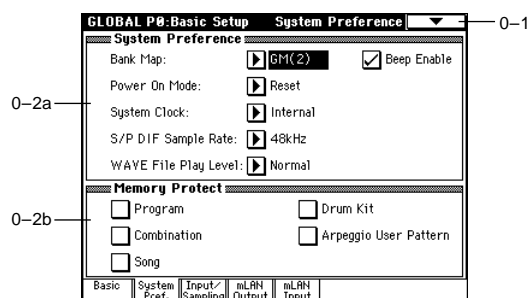 GLOBAL P0:Basic Setup System Preference
0–1
System Preference
Bank Map: GM(2) Beep Enable
Power On Mode: Reset
0–2a
System Clock: Internal
S/P DIF Sample Rate: 48kHz
WAVE File Play Level: Normal
Memory Protect
Program Drum Kit
0–2b
Combination Arpeggio User Pattern
Song
Basic System Input/ mLAN mLAN
Pref. Sampling Output Input